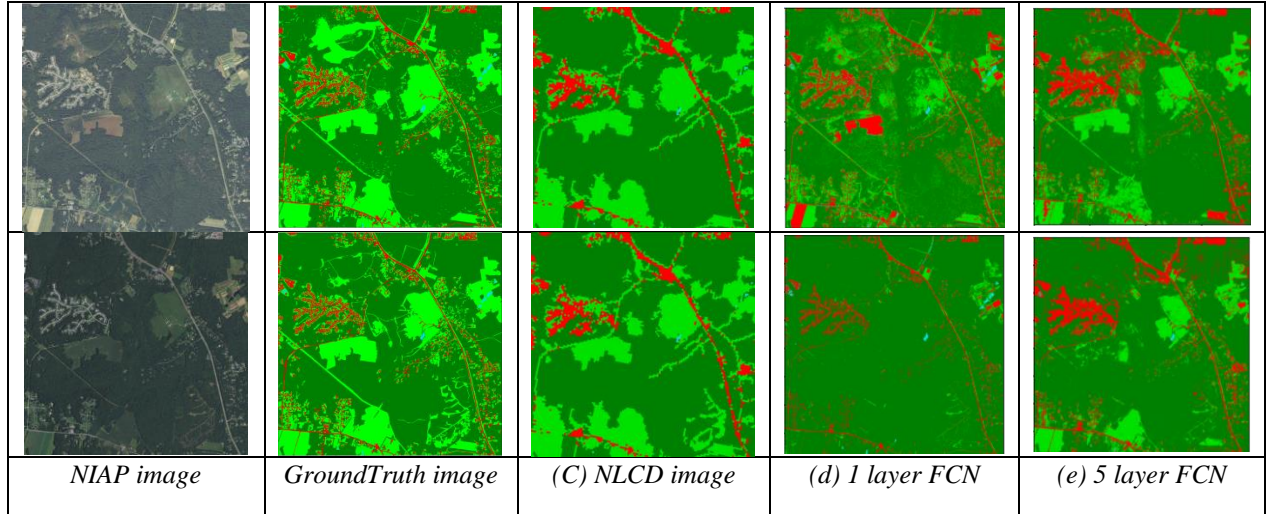 NIAP image
GroundTruth image
(C) NLCD image
(d) 1 layer FCN
(e) 5 layer FCN